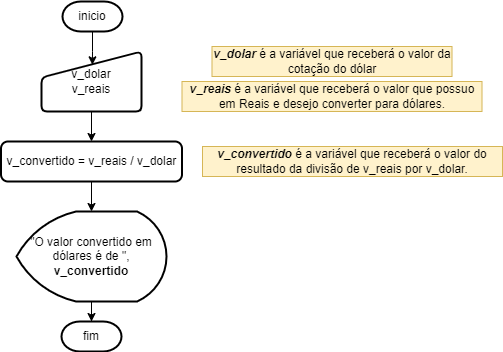 inicio
v_dolar
v_reais
v_dolar é a variável que receberá o valor da
cotação do dólar
v_reais é a variável que receberá o valor que possuo
em Reais e desejo converter para dólares.
v_convertido = v_reais / v_dolar
v_convertido é a variável que receberá o valor do
resultado da divisão de v_reais por v_dolar.
"O valor convertido em
dólares é de ",
v_convertido
fim